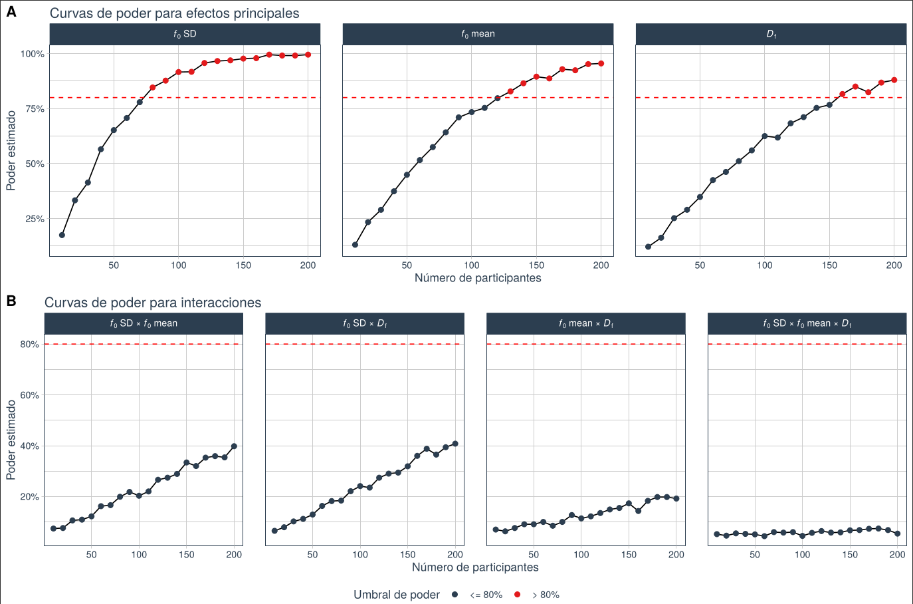 A
Curvas de poder para efectos principales
f₀ SD
f₀ mean
D₁
Poder estimado
100%
75%
50%
25%
50 100 150 200
50 100 150 200
50 100 150 200
Número de participantes
B
Curvas de poder para interacciones
f₀ SD × f₀ mean
f₀ SD × D₁
f₀ mean × D₁
f₀ SD × f₀ mean × D₁
Poder estimado
80%
60%
40%
20%
50 100 150 200
50 100 150 200
50 100 150 200
50 100 150 200
Número de participantes
Umbral de poder <= 80% > 80%